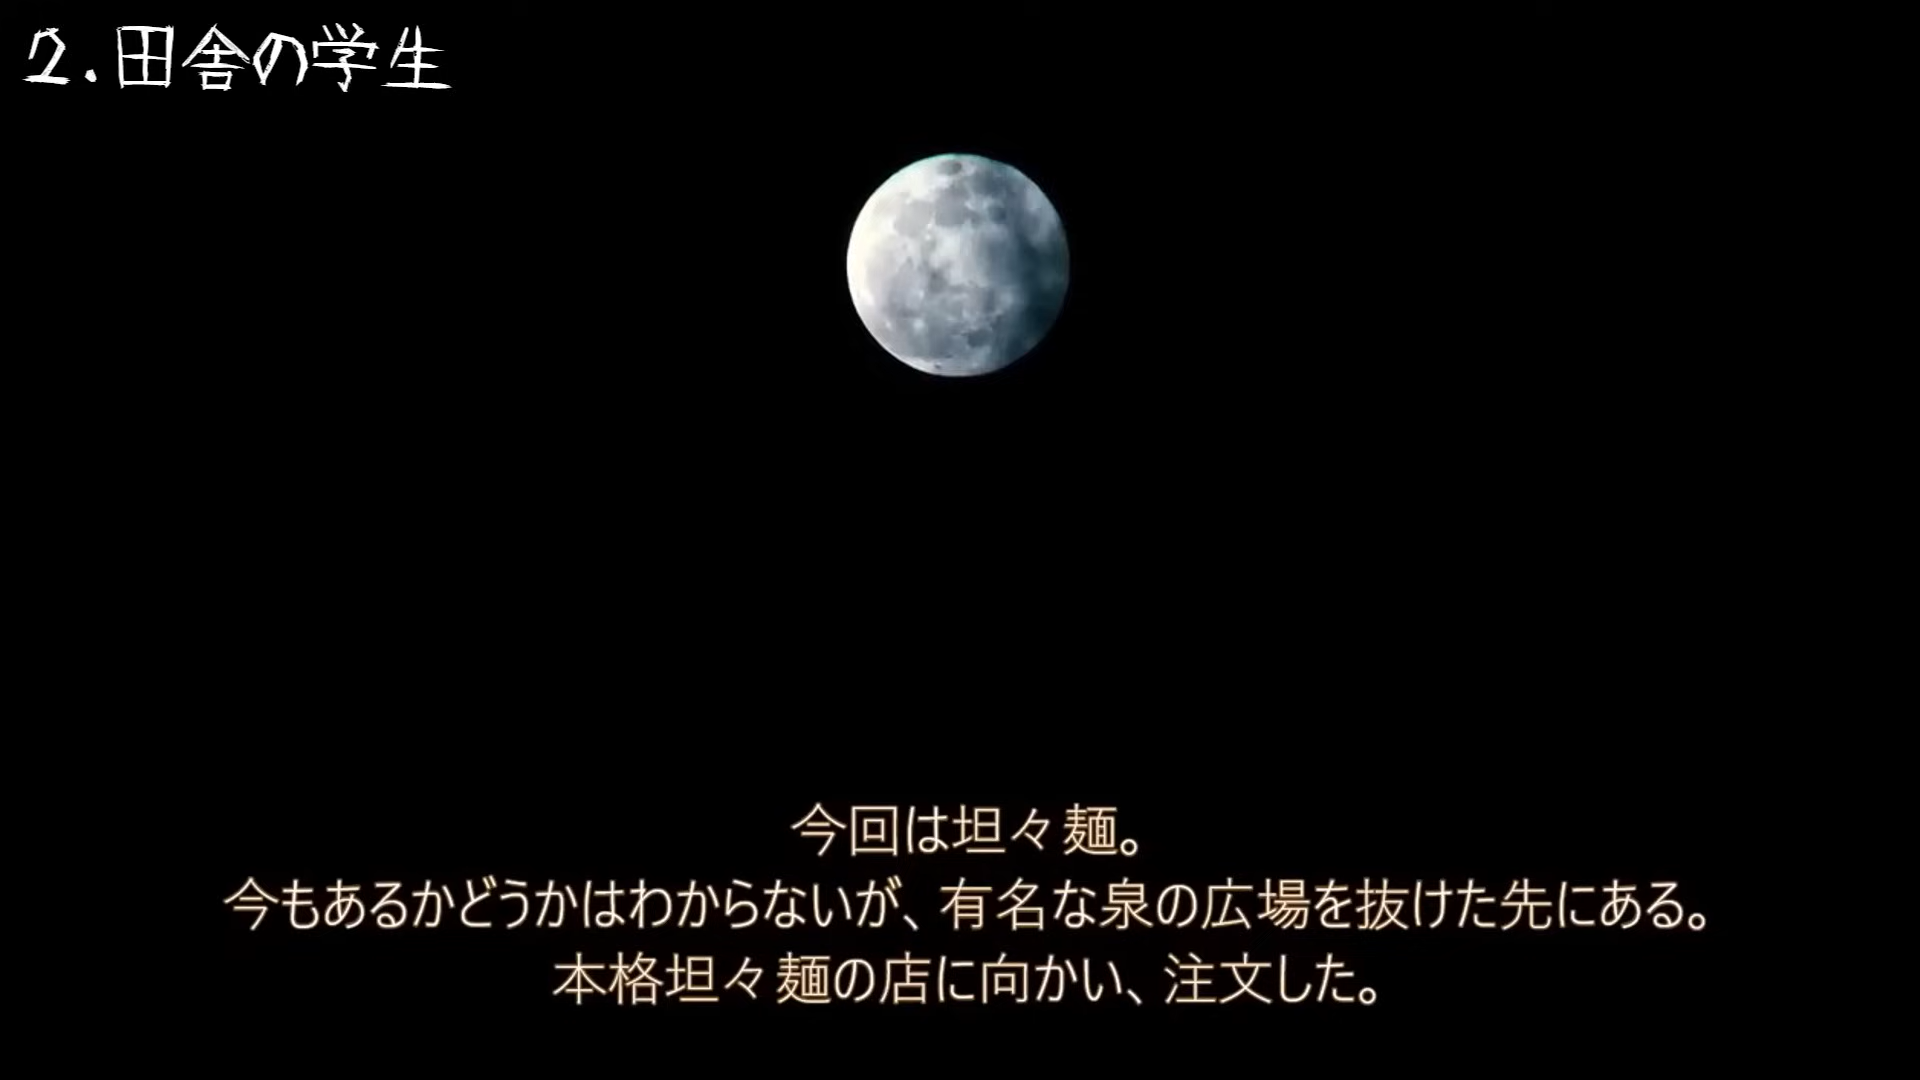 2.田舎の学生
今回は坦々麺。
今もあるかどうかはわからないが、有名な泉の広場を抜けた先にある。
本格坦々麺の店に向かい、注文した。